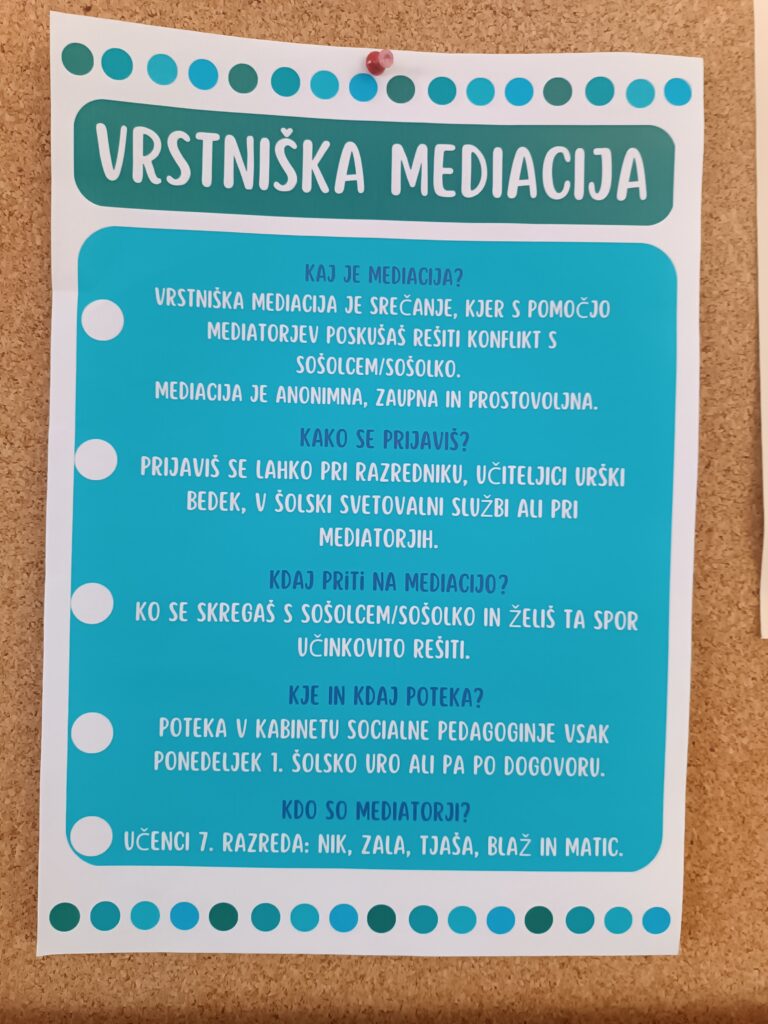 VRSTNIŠKA MEDIACIJA
KAJ JE MEDIACIJA?
VRSTNIŠKA MEDIACIJA JE SREČANJE, KJER S POMOČJO
MEDIATORJEV POSKUŠAŠ REŠITI KONFLIKT S
SOŠOLCEM/SOŠOLKO.
MEDIACIJA JE ANONIMNA, ZAUPNA IN PROSTOVOLJNA.
KAKO SE PRIJAVIŠ?
PRIJAVIŠ SE LAHKO PRI RAZREDNIKU, UČITELJICI URŠKI
BEDEK, V ŠOLSKI SVETOVALNI SLUŽBI ALI PRI
MEDIATORJIH.
KDAJ PRiTi NA MEDIACIJO?
KO SE SKREGAŠ S SOŠOLCEM/SOŠOLKO IN ŽELIŠ TA SPOR
UČINKOVITO REŠITI.
KJE IN KDAJ POTEKA?
POTEKA V KABINETU SOCIALNE PEDAGOGINJE VSAK
PONEDELJEK 1. ŠOLSKO URO ALI PA PO DOGOVORU.
KDO SO MEDIATORJI?
UČENCI 7. RAZREDA: NIK, ZALA, TJAŠA, BLAŽ IN MATIC.